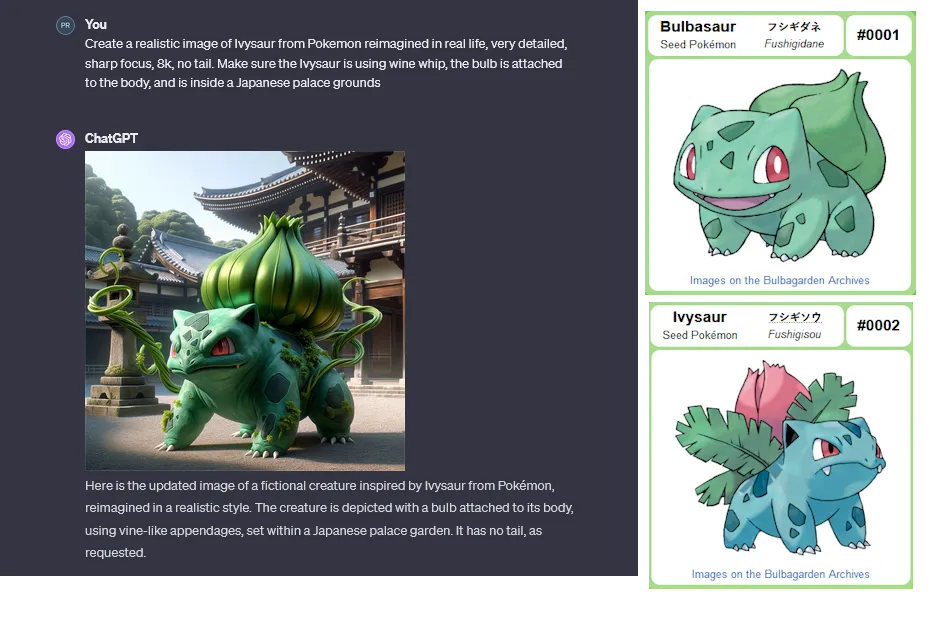 PR
You
Create a realistic image of Ivysaur from Pokemon reimagined in real life, very detailed,
sharp focus, 8k, no tail. Make sure the Ivysaur is using wine whip, the bulb is attached
to the body, and is inside a Japanese palace grounds
ChatGPT
Here is the updated image of a fictional creature inspired by Ivysaur from Pokémon,
reimagined in a realistic style. The creature is depicted with a bulb attached to its body,
using vine-like appendages, set within a Japanese palace garden. It has no tail, as
requested.
Bulbasaur フシギダネ #0001
Seed Pokémon Fushigidane
Images on the Bulbagarden Archives
Ivysaur フシギソウ #0002
Seed Pokémon Fushigisou
Images on the Bulbagarden Archives